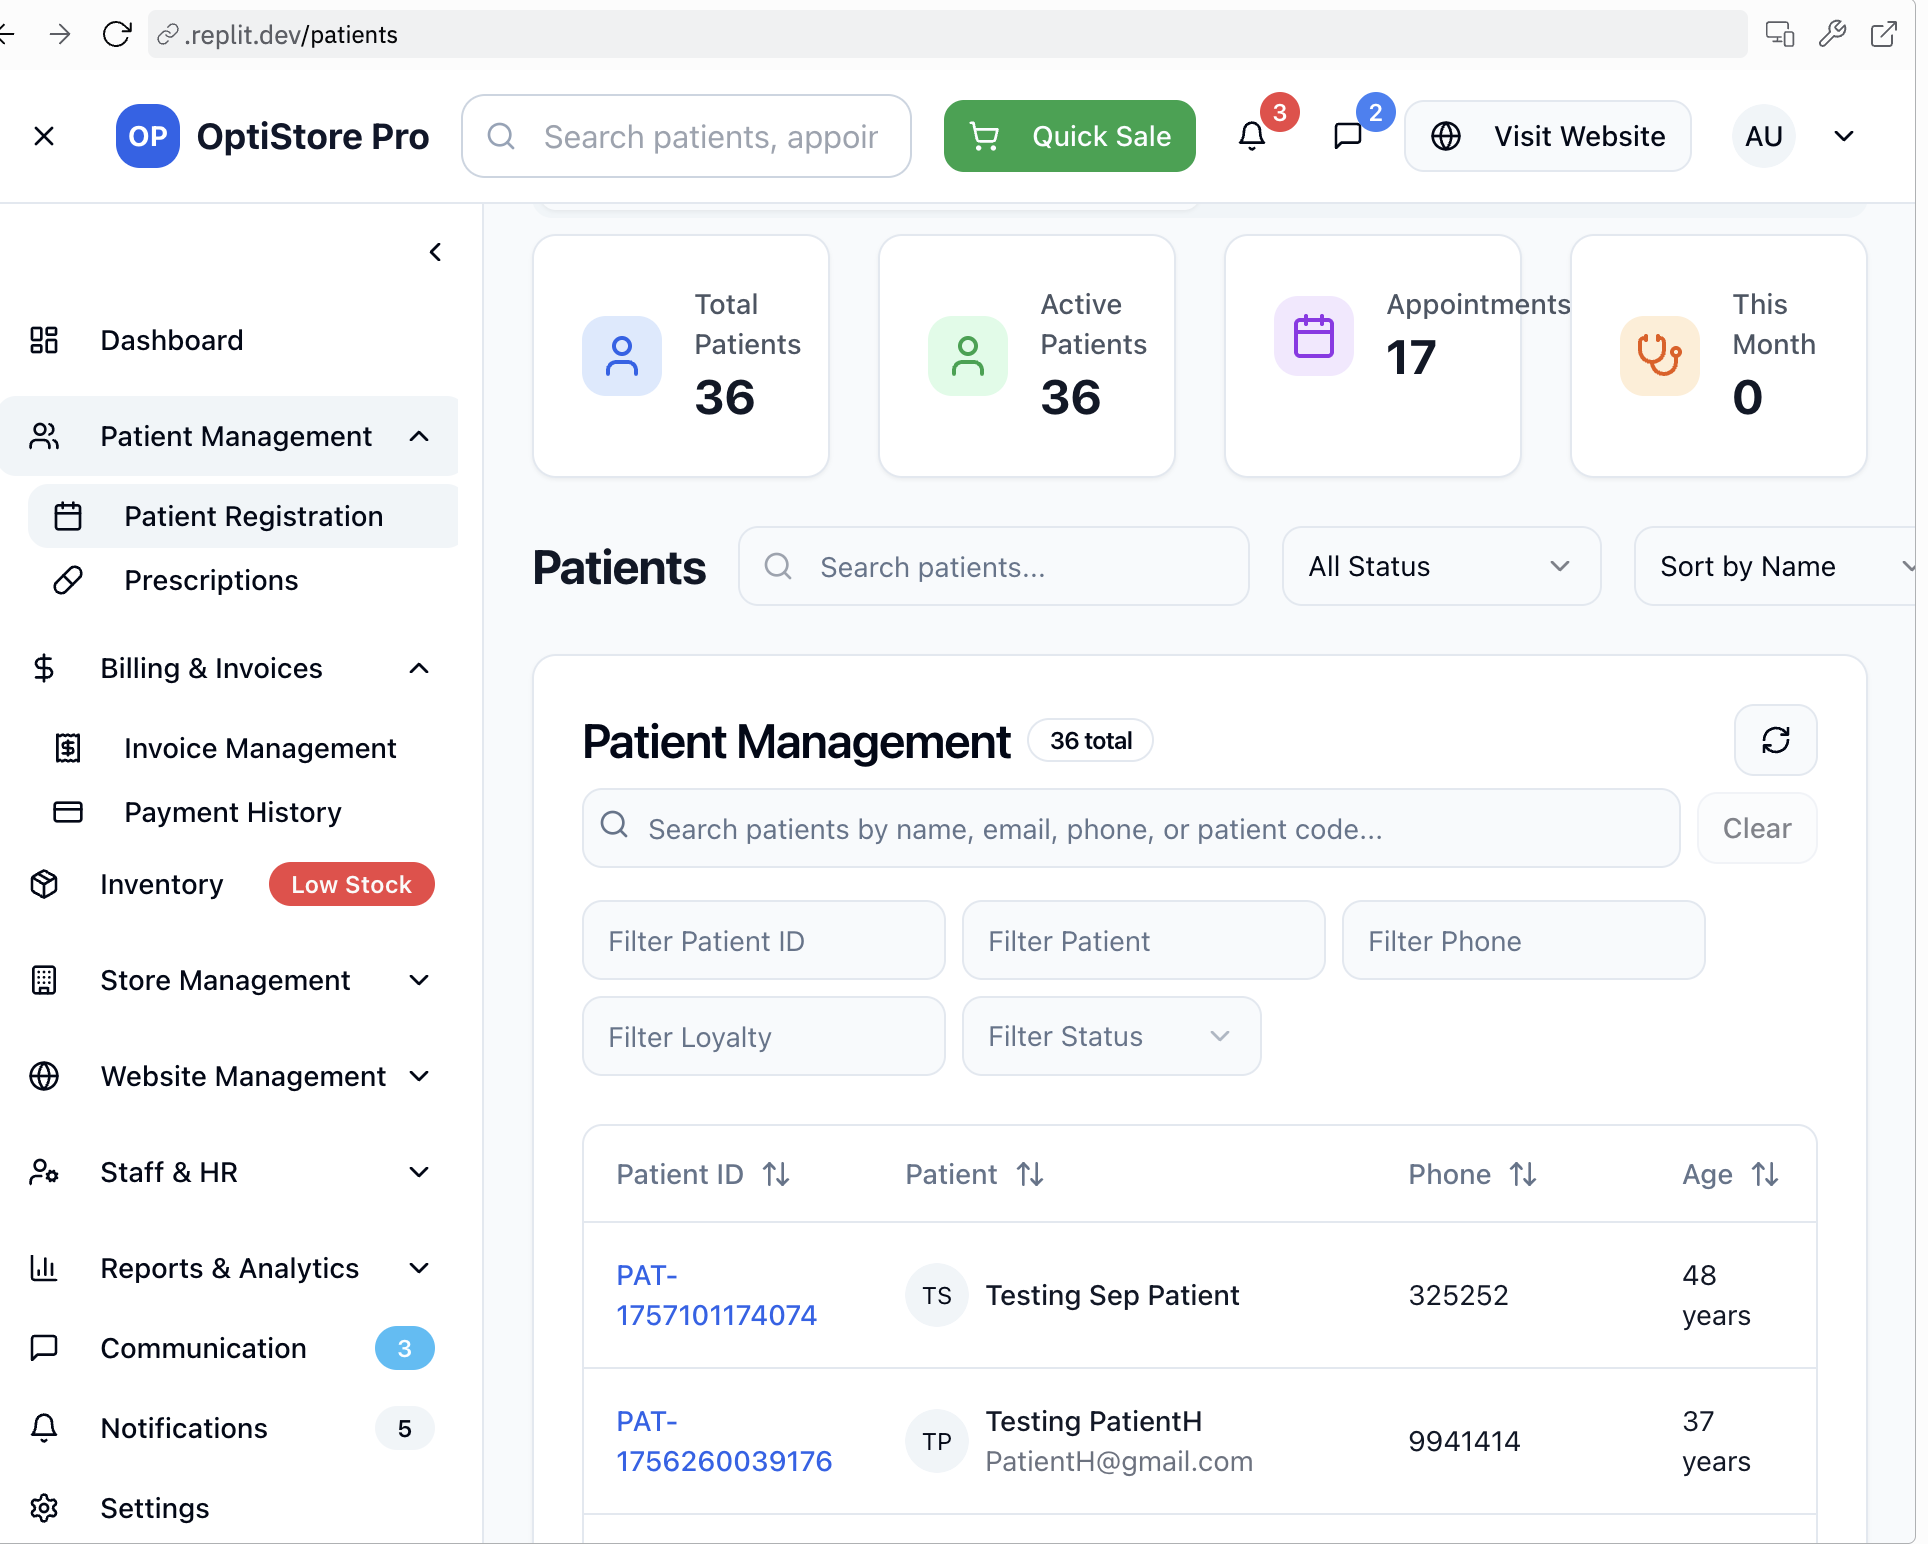 .replit.dev/patients
OP OptiStore Pro
Search patients, appoir
Quick Sale
3
2
Visit Website
AU
Dashboard
Patient Management
Patient Registration
Prescriptions
Billing & Invoices
Invoice Management
Payment History
Inventory Low Stock
Store Management
Website Management
Staff & HR
Reports & Analytics
Communication 3
Notifications 5
Settings
Total
Patients
36
Active
Patients
36
Appointments
17
This
Month
0
Patients
Search patients...
All Status
Sort by Name
Patient Management 36 total
Search patients by name, email, phone, or patient code...
Clear
Filter Patient ID
Filter Patient
Filter Phone
Filter Loyalty
Filter Status
Patient ID Patient Phone Age
PAT-
1757101174074
TS
Testing Sep Patient
325252
48
years
PAT-
1756260039176
TP
Testing PatientH
PatientH@gmail.com
9941414
37
years